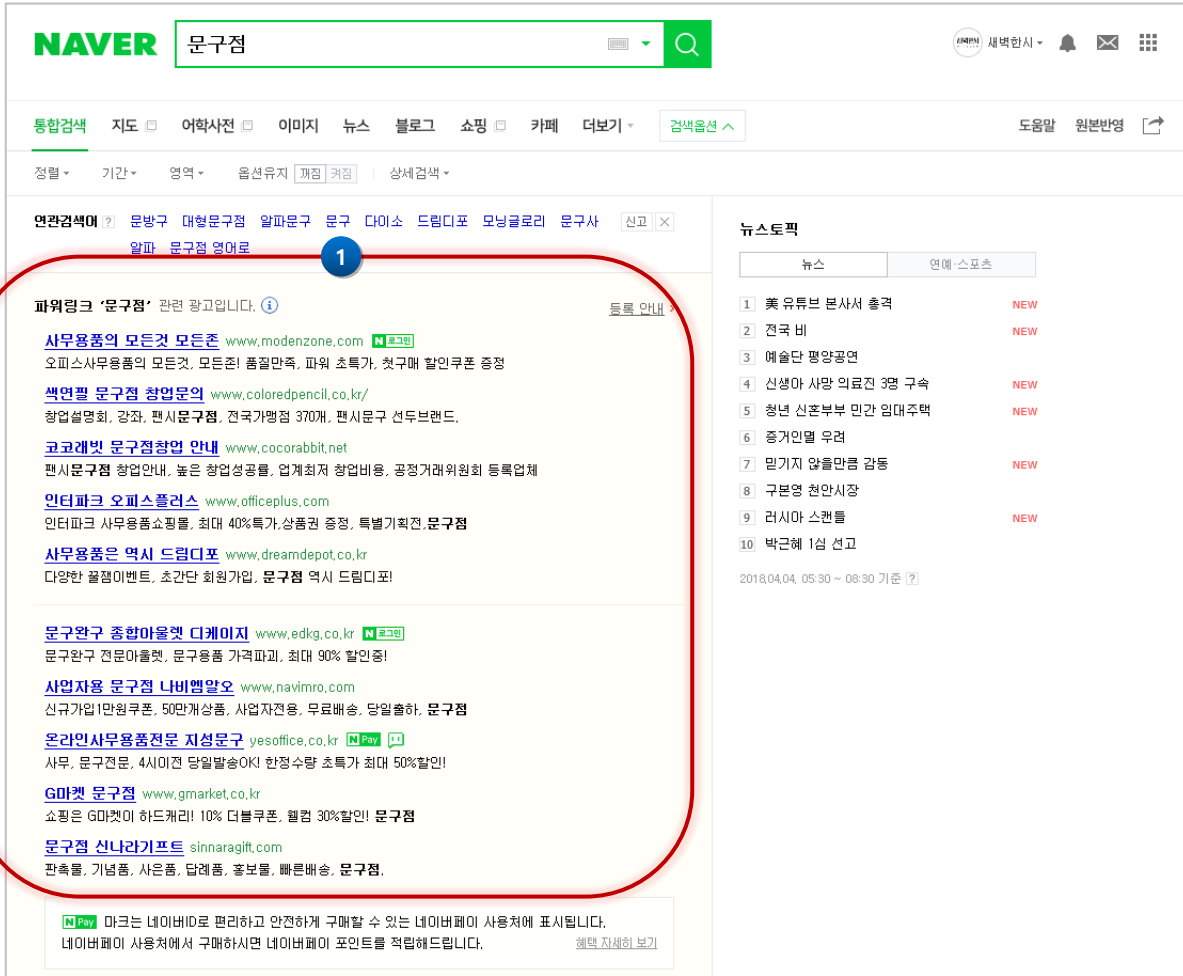 NAVER 문구점
새벽한시
통합검색 지도 어학사전 이미지 뉴스 블로그 쇼핑 카페 더보기 검색옵션 도움말 원본반영
정렬 기간 영역 옵션유지 꺼짐 켜짐 상세검색
연관검색어 ? 문방구 대형문구점 알파문구 문구 다이소 드림디포 모닝글로리 문구사 신고
알파 문구점 영어로
1
파워링크 '문구점' 관련 광고입니다. i 등록 안내
사무용품의 모든것 모든존 www.modenzone.com N 로그인
오피스사무용품의 모든것, 모든존! 품질만족, 파워 초특가, 첫구매 할인쿠폰 증정
색연필 문구점 창업문의 www.coloredpencil.co.kr/
창업설명회, 강좌, 팬시문구점, 전국가맹점 370개, 팬시문구 선두브랜드.
코코래빗 문구점창업 안내 www.cocorabbit.net
팬시문구점 창업안내, 높은 창업성공률, 업계최저 창업비용, 공정거래위원회 등록업체
인터파크 오피스플러스 www.officeplus.com
인터파크 사무용품쇼핑몰, 최대 40%특가,상품권 증정, 특별기획전,문구점
사무용품은 역시 드림디포 www.dreamdepot.co.kr
다양한 꿀잼이벤트, 초간단 회원가입, 문구점 역시 드림디포!
문구완구 종합아울렛 디케이지 www.edkg.co.kr N 로그인
문구완구 전문아울렛, 문구용품 가격파괴, 최대 90% 할인중!
사업자용 문구점 나비엠알오 www.navimro.com
신규가입1만원쿠폰, 50만개상품, 사업자전용, 무료배송, 당일출하, 문구점
온라인사무용품전문 지성문구 yesoffice.co.kr N Pay
사무, 문구전문, 4시이전 당일발송OK! 한정수량 초특가 최대 50%할인!
G마켓 문구점 www.gmarket.co.kr
쇼핑은 G마켓이 하드캐리! 10% 더블쿠폰, 웰컴 30%할인! 문구점
문구점 신나라기프트 sinnaragift.com
판촉물, 기념품, 사은품, 답례품, 홍보물, 빠른배송, 문구점.
N Pay 마크는 네이버ID로 편리하고 안전하게 구매할 수 있는 네이버페이 사용처에 표시됩니다.
네이버페이 사용처에서 구매하시면 네이버페이 포인트를 적립해드립니다. 혜택 자세히 보기
뉴스토픽
뉴스 연예·스포츠
1 美 유튜브 본사서 총격 NEW
2 전국 비 NEW
3 예술단 평양공연
4 신생아 사망 의료진 3명 구속 NEW
5 청년 신혼부부 민간 임대주택 NEW
6 증거인멸 우려
7 믿기지 않을만큼 감동 NEW
8 구본영 천안시장
9 러시아 스캔들 NEW
10 박근혜 1심 선고
2018.04.04. 05:30 ~ 08:30 기준 ?